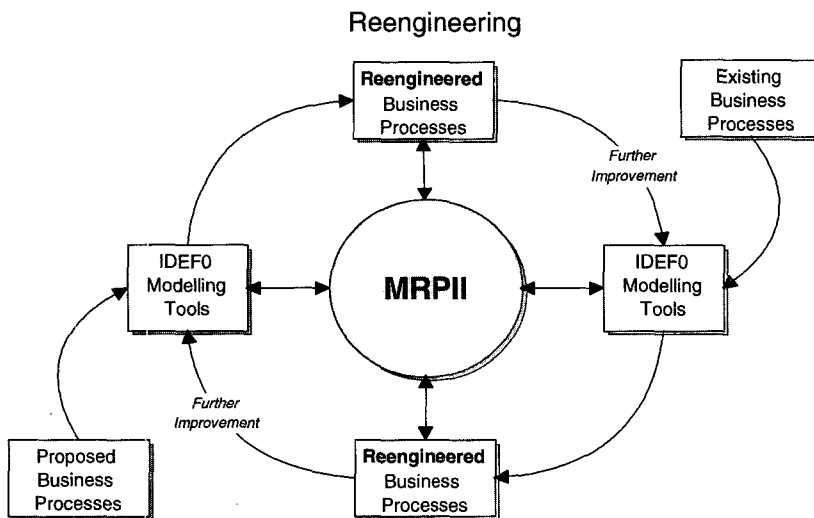 Reengineering
Reengineered
Business
Processes
Existing
Business
Processes
Further
Improvement
IDEF0
Modelling
Tools
MRPII
IDEF0
Modelling
Tools
Further
Improvement
Proposed
Business
Processes
Reengineered
Business
Processes